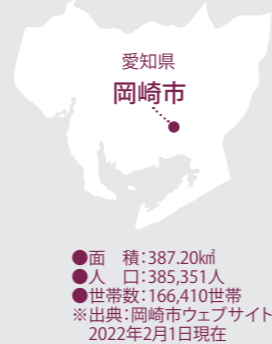 愛知県
岡崎市
●面　積：387.20㎢
●人　口：385,351人
●世帯数：166,410世帯
※出典：岡崎市ウェブサイト
2022年2月1日現在